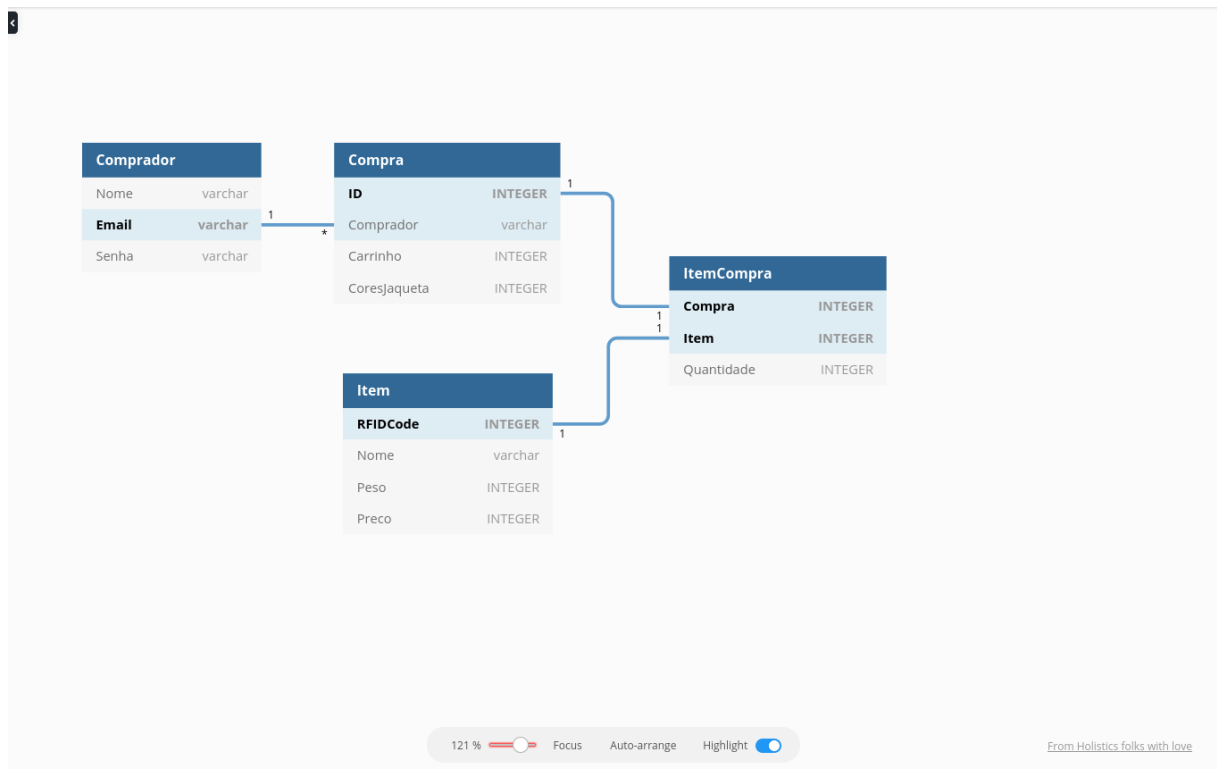 Comprador
Nome varchar
Email varchar
Senha varchar
1
*
Compra
ID INTEGER
Comprador varchar
Carrinho INTEGER
CoresJaqueta INTEGER
1
ItemCompra
Compra INTEGER
Item INTEGER
Quantidade INTEGER
1
1
Item
RFIDCode INTEGER
Nome varchar
Peso INTEGER
Preco INTEGER
1
121 % Focus Auto-arrange Highlight
From Holistics folks with love